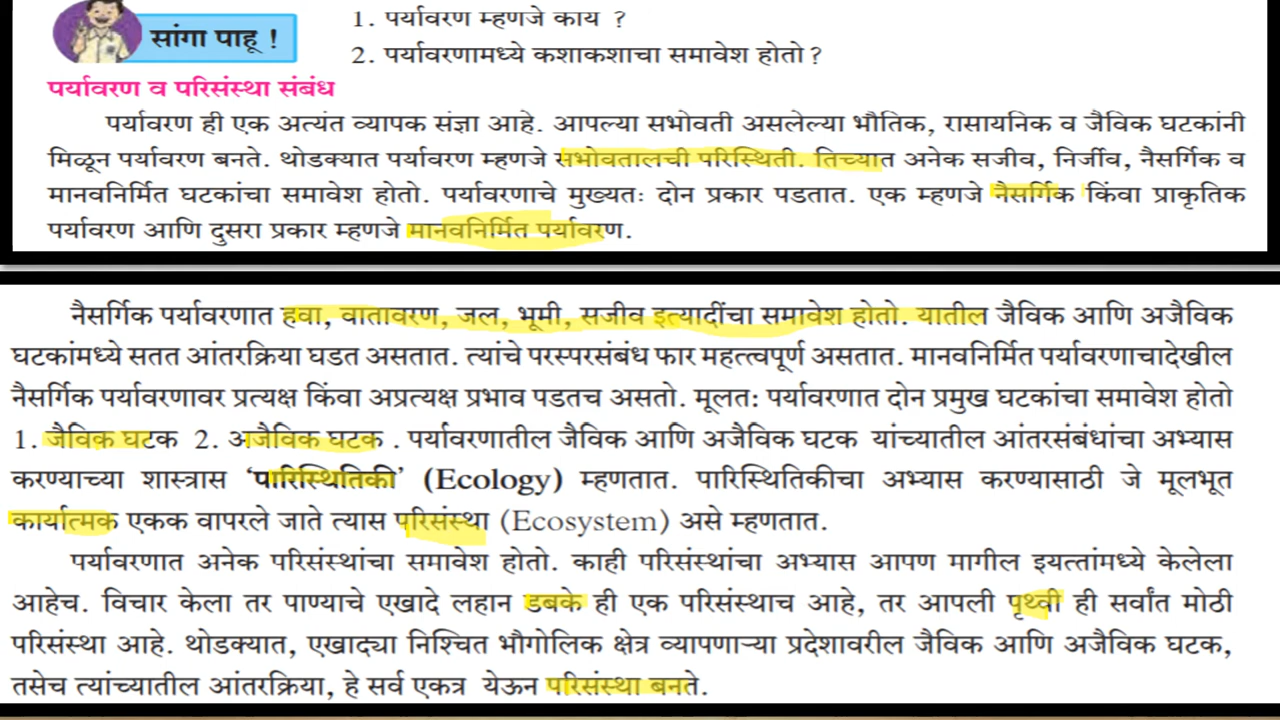 सांगा पाहू !
1. पर्यावरण म्हणजे काय ?
2. पर्यावरणामध्ये कशाकशाचा समावेश होतो ?
पर्यावरण व परिसंस्था संबंध
पर्यावरण ही एक अत्यंत व्यापक संज्ञा आहे. आपल्या सभोवती असलेल्या भौतिक, रासायनिक व जैविक घटकांनी
मिळून पर्यावरण बनते. थोडक्यात पर्यावरण म्हणजे सभोवतालची परिस्थिती. तिच्यात अनेक सजीव, निर्जीव, नैसर्गिक व
मानवनिर्मित घटकांचा समावेश होतो. पर्यावरणाचे मुख्यतः दोन प्रकार पडतात. एक म्हणजे नैसर्गिक किंवा प्राकृतिक
पर्यावरण आणि दुसरा प्रकार म्हणजे मानवनिर्मित पर्यावरण.
नैसर्गिक पर्यावरणात हवा, वातावरण, जल, भूमी, सजीव इत्यादींचा समावेश होतो. यातील जैविक आणि अजैविक
घटकांमध्ये सतत आंतरक्रिया घडत असतात. त्यांचे परस्परसंबंध फार महत्त्वपूर्ण असतात. मानवनिर्मित पर्यावरणाचादेखील
नैसर्गिक पर्यावरणावर प्रत्यक्ष किंवा अप्रत्यक्ष प्रभाव पडतच असतो. मूलत: पर्यावरणात दोन प्रमुख घटकांचा समावेश होतो
1. जैविक घटक 2. अजैविक घटक . पर्यावरणातील जैविक आणि अजैविक घटक यांच्यातील आंतरसंबंधांचा अभ्यास
करण्याच्या शास्त्रास ‘पारिस्थितिकी’ (Ecology) म्हणतात. पारिस्थितिकीचा अभ्यास करण्यासाठी जे मूलभूत
कार्यात्मक एकक वापरले जाते त्यास परिसंस्था (Ecosystem) असे म्हणतात.
पर्यावरणात अनेक परिसंस्थांचा समावेश होतो. काही परिसंस्थांचा अभ्यास आपण मागील इयत्तांमध्ये केलेला
आहेच. विचार केला तर पाण्याचे एखादे लहान डबके ही एक परिसंस्थाच आहे, तर आपली पृथ्वी ही सर्वांत मोठी
परिसंस्था आहे. थोडक्यात, एखाद्या निश्चित भौगोलिक क्षेत्र व्यापणाऱ्या प्रदेशावरील जैविक आणि अजैविक घटक,
तसेच त्यांच्यातील आंतरक्रिया, हे सर्व एकत्र येऊन परिसंस्था बनते.